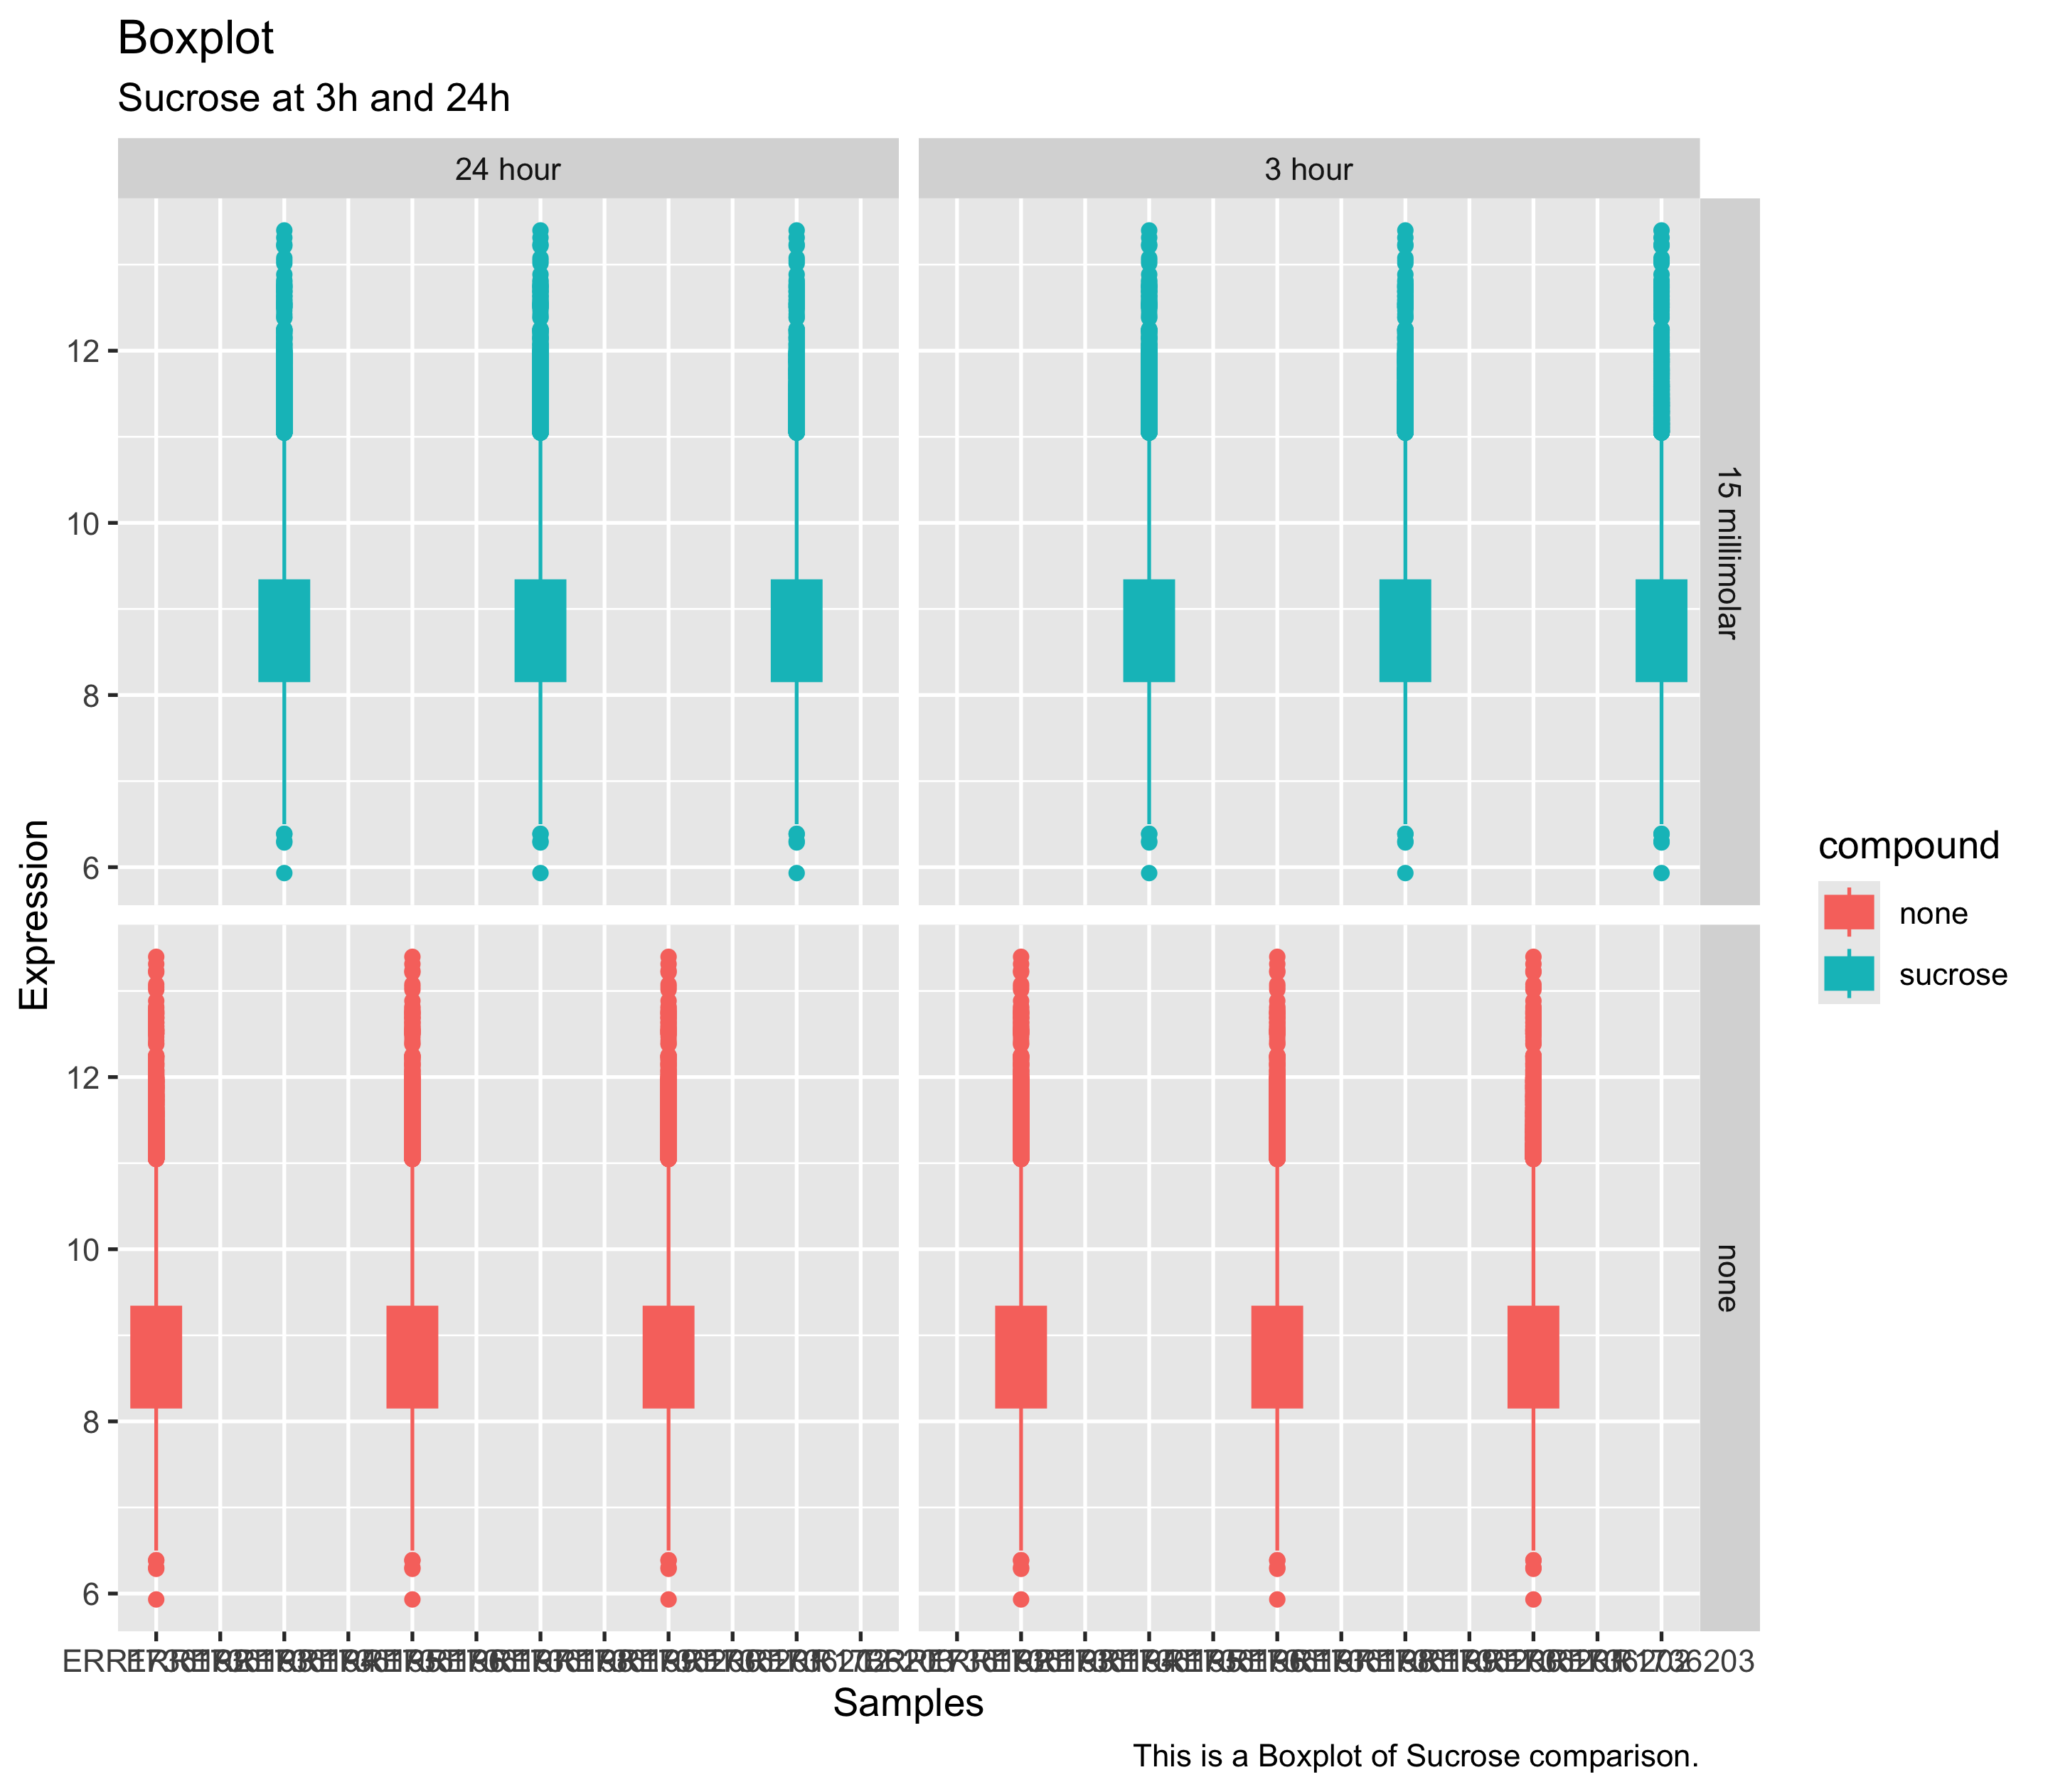 Boxplot
Sucrose at 3h and 24h
24 hour
3 hour
12
10
8
6
15 millimolar
Expression
12
10
8
6
none
compound
none
sucrose
Samples
This is a Boxplot of Sucrose comparison.